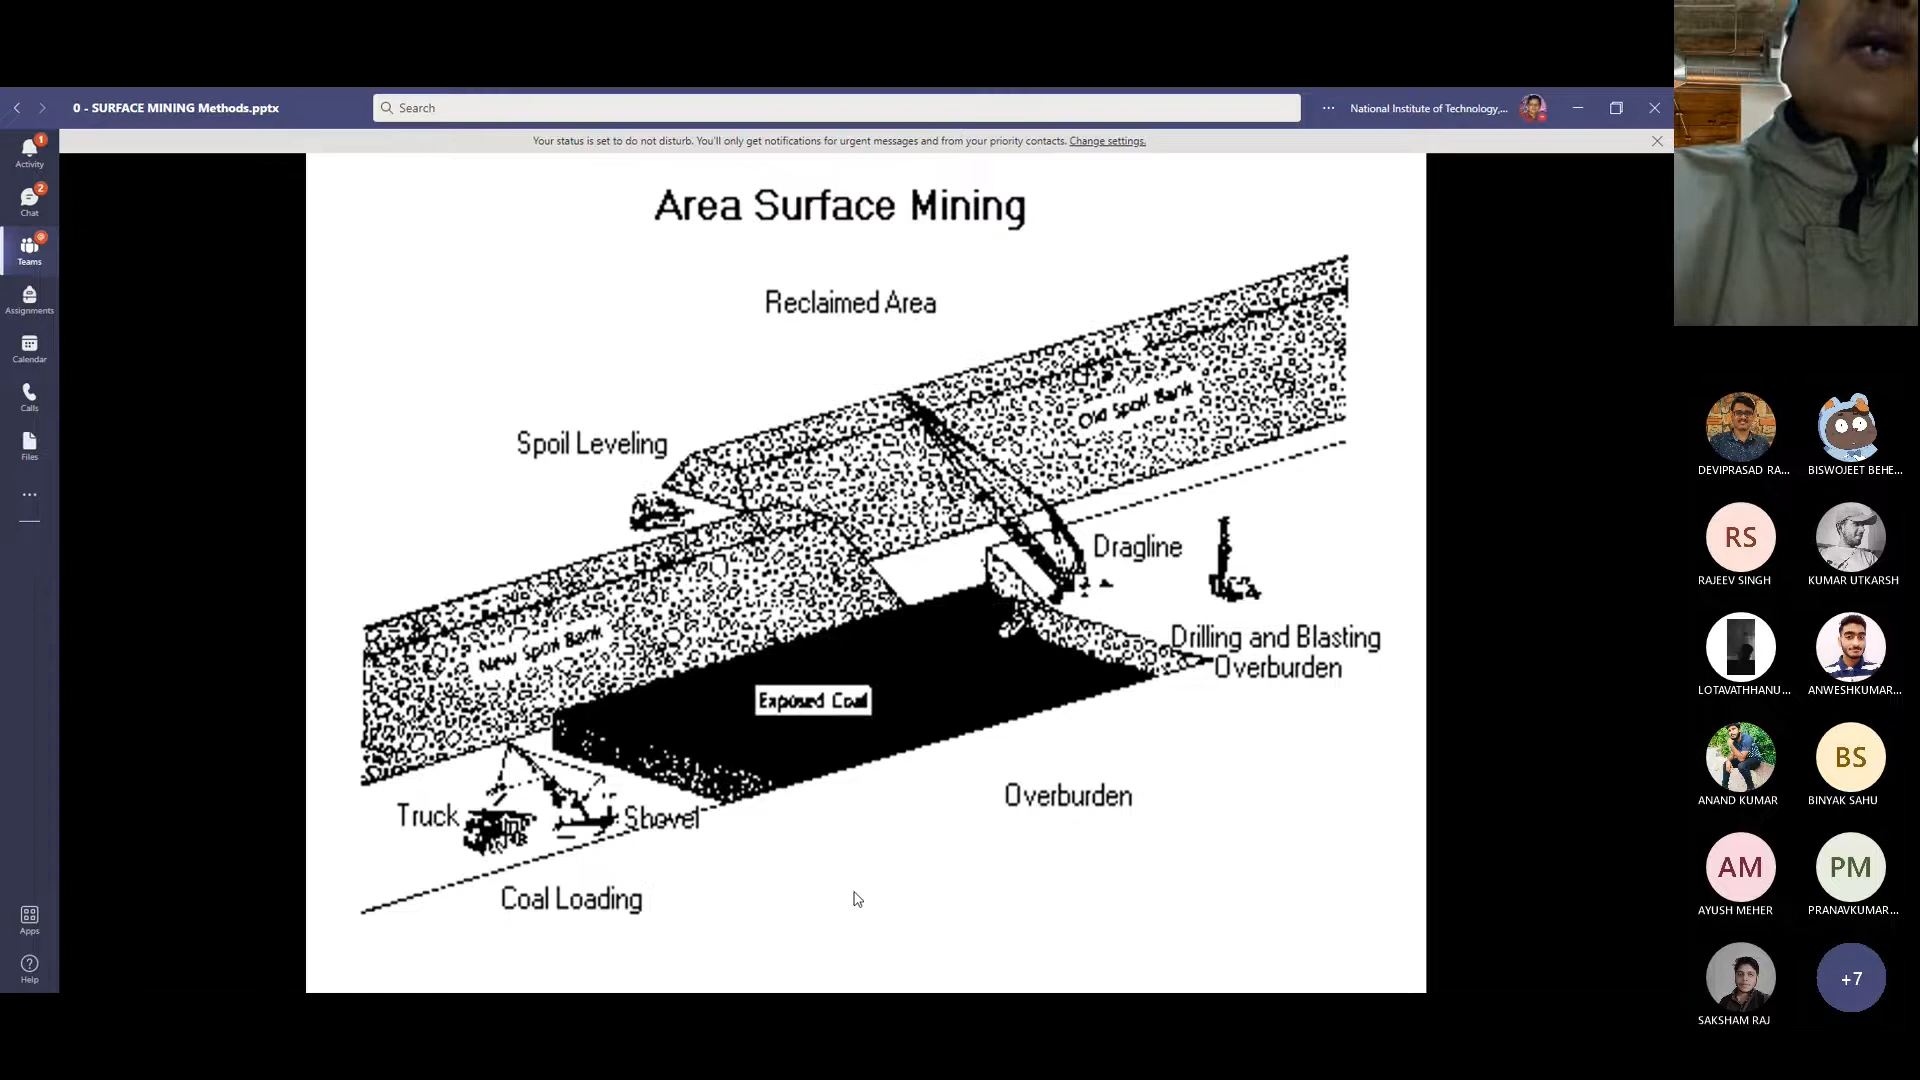 0 - SURFACE MINING Methods.pptx
Search
National Institute of Technology,...
Your status is set to do not disturb. You'll only get notifications for urgent messages and from your priority contacts. Change settings.
Activity
1
Chat
2
Teams
Assignments
Calendar
Calls
Files
Apps
Help
Area Surface Mining
Reclaimed Area
Old Spoil Bank
Spoil Leveling
Dragline
New Spoil Bank
Drilling and Blasting
Overburden
Exposed Coal
Overburden
Truck
Shovel
Coal Loading
DEVIPRASAD RA...
BISWOJEET BEHE...
RS
RAJEEV SINGH
KUMAR UTKARSH
LOTAVATHHANU...
ANWESHKUMAR...
ANAND KUMAR
BS
BINYAK SAHU
AM
AYUSH MEHER
PM
PRANAVKUMAR...
SAKSHAM RAJ
+7